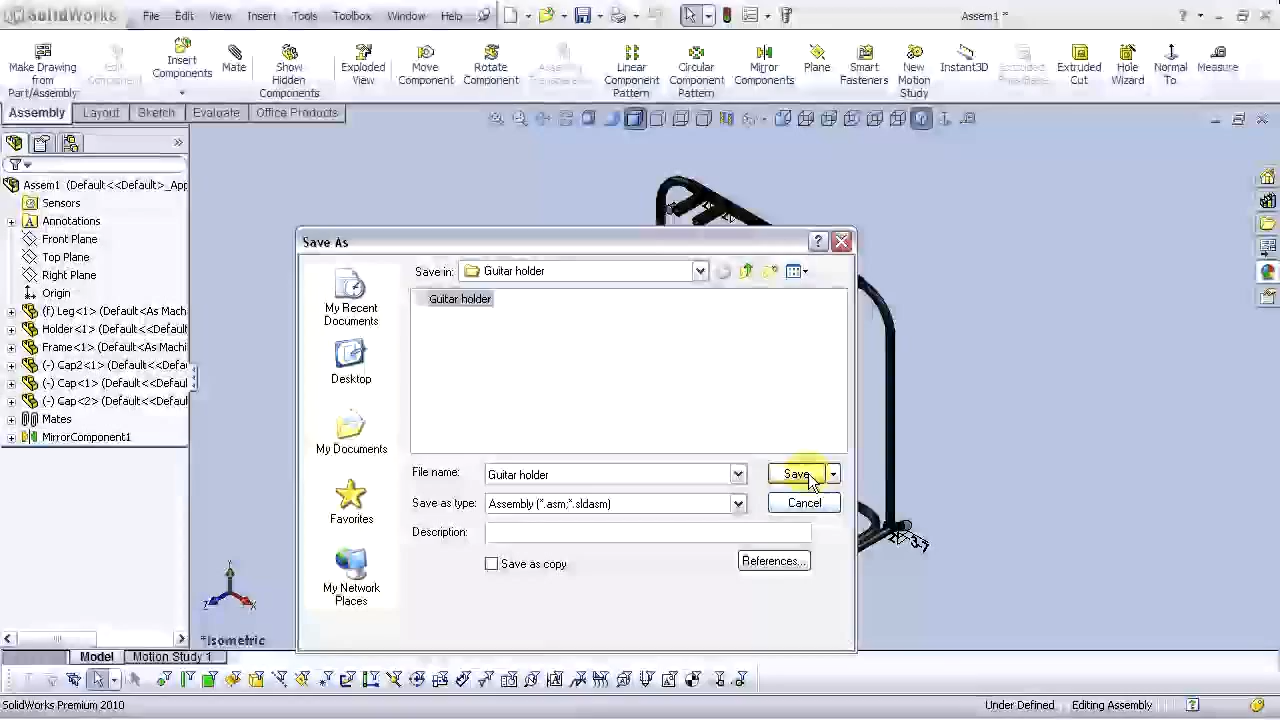 SolidWorks File Edit View Insert Tools Toolbox Window Help Assem1 *
Make Drawing from Part/Assembly
Insert Components
Mate
Show Hidden Components
Exploded View
Move Component
Rotate Component
Linear Component Pattern
Circular Component Pattern
Mirror Components
Plane
Smart Fasteners
New Motion Study
Instant3D
Extruded Cut
Hole Wizard
Normal To
Measure
Assembly Layout Sketch Evaluate Office Products
Assem1 (Default<<Default>_App
Sensors
Annotations
Front Plane
Top Plane
Right Plane
Origin
(f) Leg<1> (Default<As Mach
Holder<1> (Default<<Default
Frame<1> (Default<As Machi
(-) Cap2<1> (Default<<Defa
(-) Cap<1> (Default<<Defau
(-) Cap<2> (Default<<Defau
Mates
MirrorComponent1
Save As
Save in: Guitar holder
Guitar holder
My Recent Documents
Desktop
My Documents
Favorites
My Network Places
File name: Guitar holder Save
Save as type: Assembly (*.asm;*.sldasm) Cancel
Description:
Save as copy References...
*Isometric
Model Motion Study 1
SolidWorks Premium 2010 Under Defined Editing Assembly